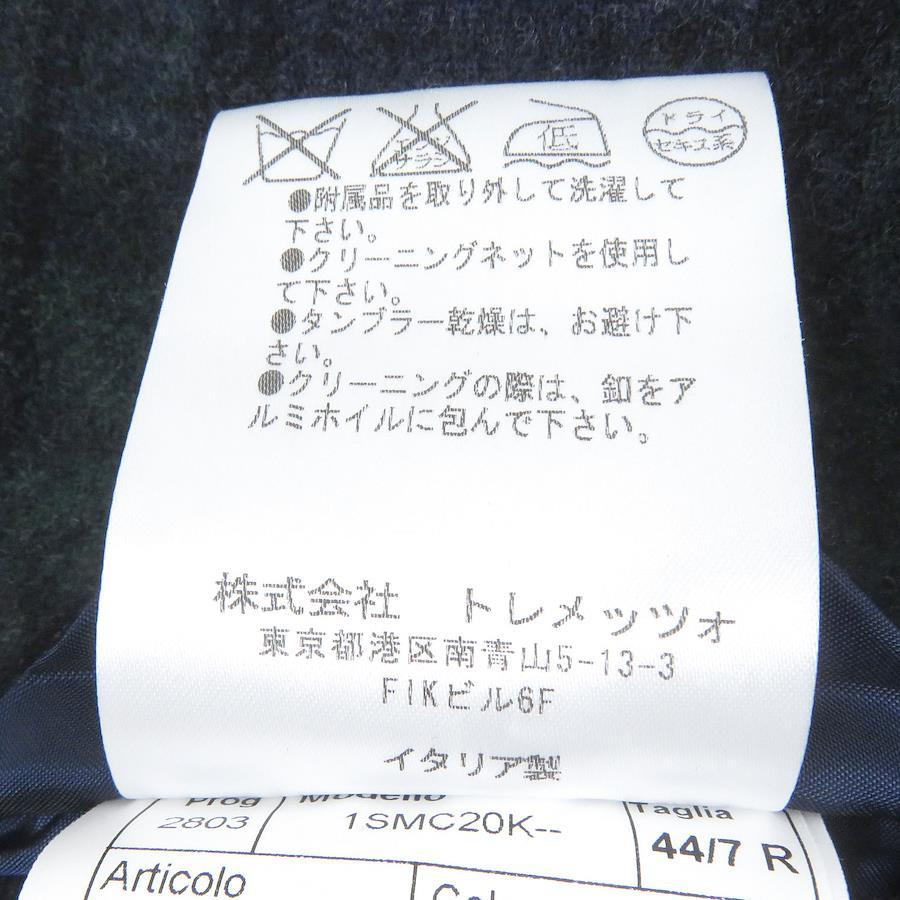 低
ドライ
セキユ系
エンソ
サラシ
●附属品を取り外して洗濯して
下さい。
●クリーニングネットを使用し
て下さい。
●タンブラー乾燥は、お避け下
さい。
●クリーニングの際は、釦をア
ルミホイルに包んで下さい。
株式会社 トレメッツォ
東京都港区南青山5-13-3
FIKビル6F
イタリア製
Prog Modello Taglia
2803 1SMC20K-- 44/7 R
Articolo